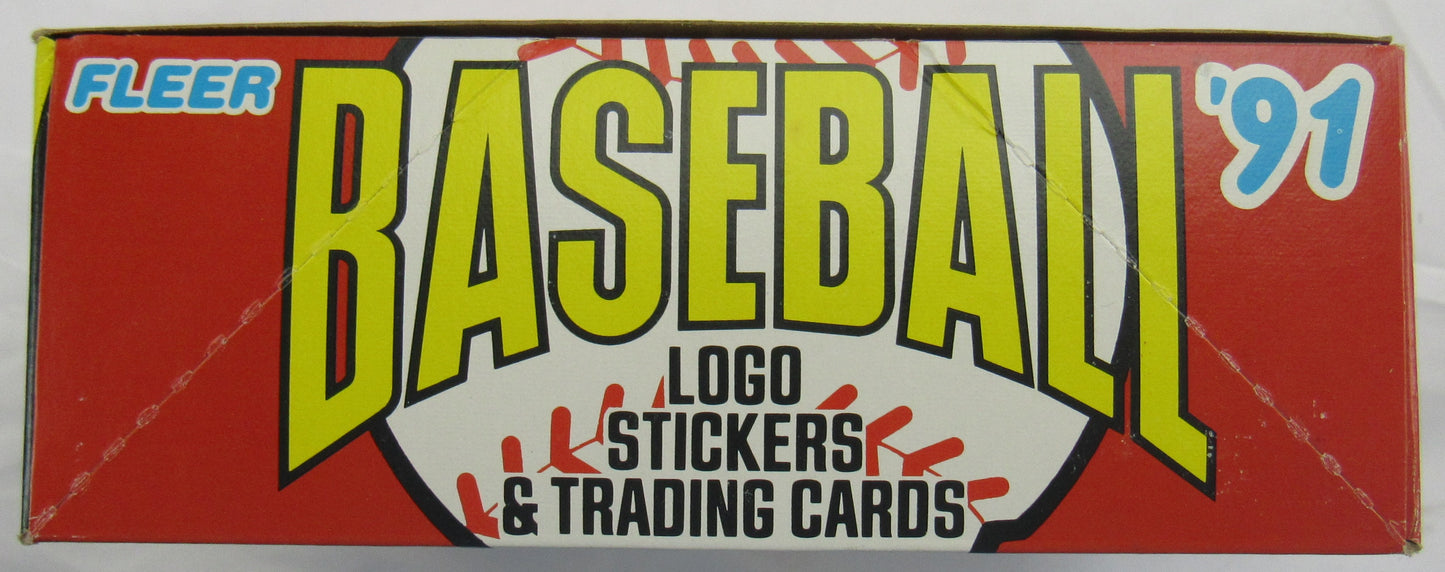 FLEER
BASEBALL
'91
LOGO
STICKERS
& TRADING CARDS